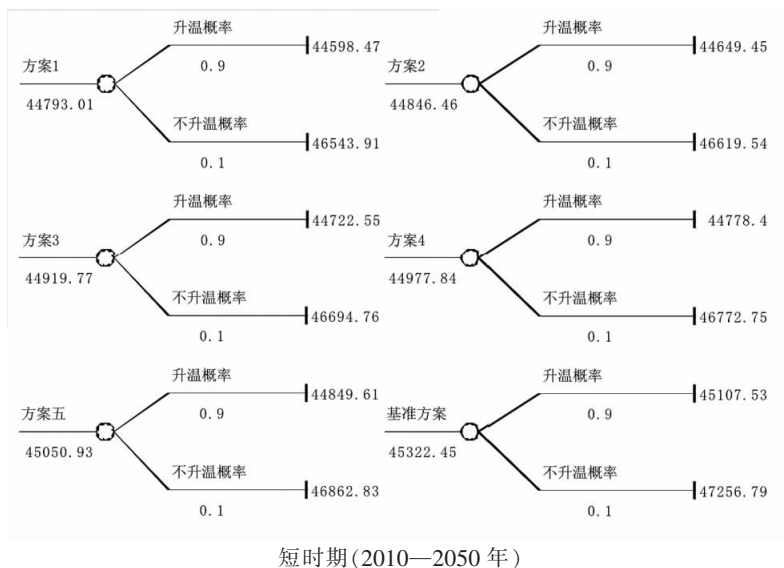 升温概率
44598.47
方案1
0.9
44793.01
不升温概率
46543.91
0.1
升温概率
44649.45
方案2
0.9
44846.46
不升温概率
46619.54
0.1
升温概率
44722.55
方案3
0.9
44919.77
不升温概率
46694.76
0.1
升温概率
44778.4
方案4
0.9
44977.84
不升温概率
46772.75
0.1
升温概率
44849.61
方案五
0.9
45050.93
不升温概率
46862.83
0.1
升温概率
45107.53
基准方案
0.9
45322.45
不升温概率
47256.79
0.1
短时期(2010—2050 年)